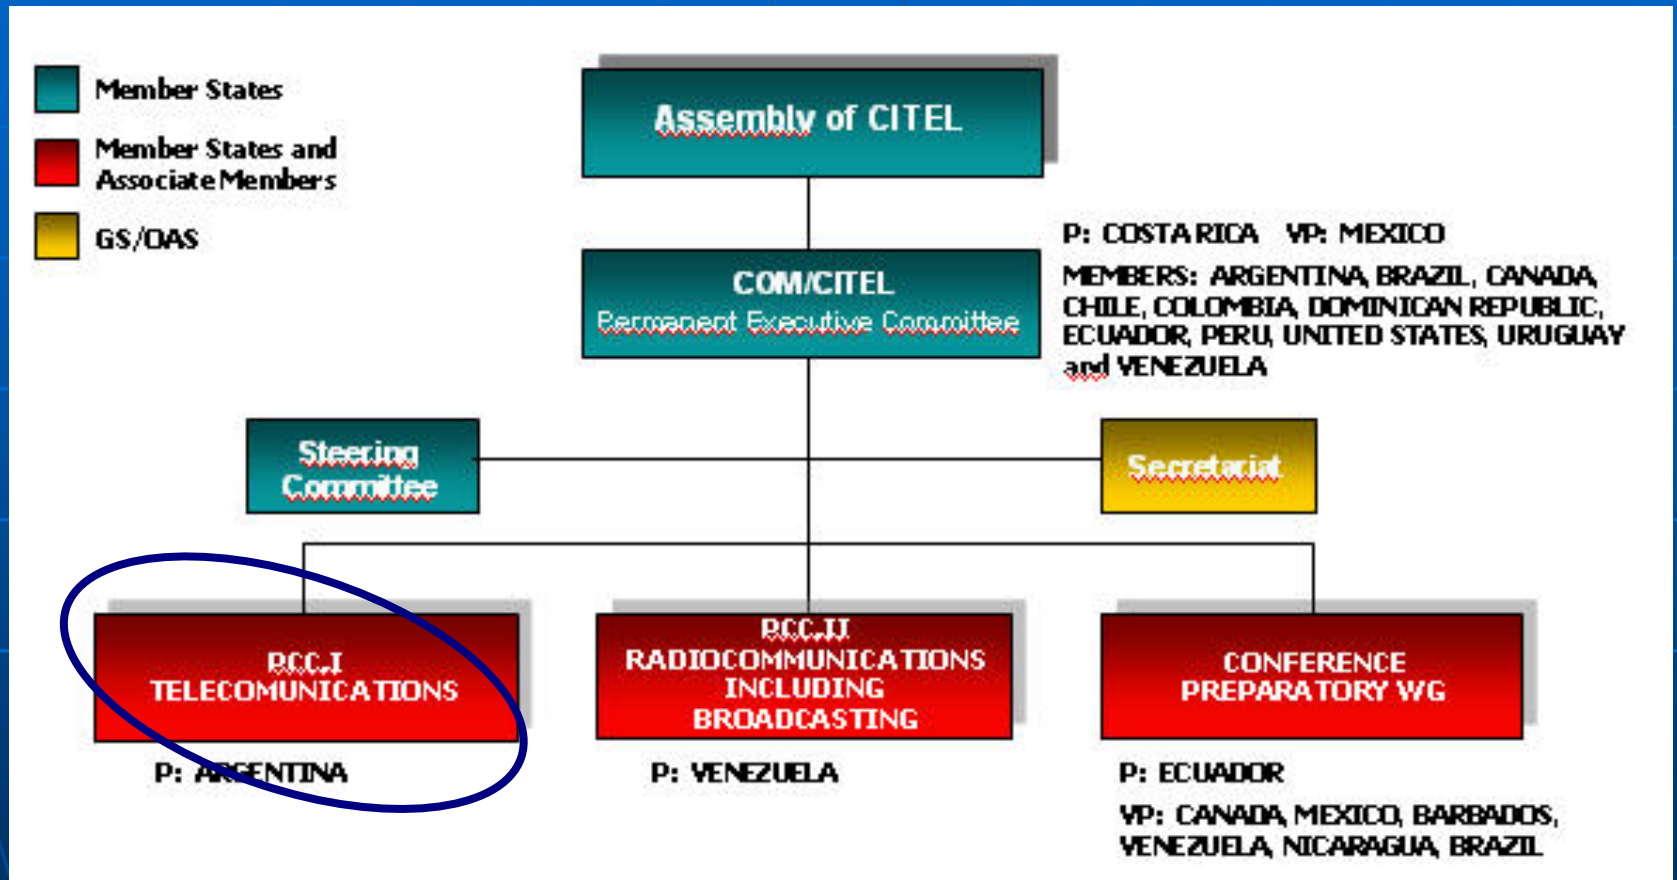 Member States
Member States and
Associate Members
GS/OAS
Assembly of CITEL
COM/CITEL
Permanent Executive Committee
P: COSTA RICA VP: MEXICO
MEMBERS: ARGENTINA, BRAZIL, CANADA,
CHILE, COLOMBIA, DOMINICAN REPUBLIC,
ECUADOR, PERU, UNITED STATES, URUGUAY
and VENEZUELA
Steering
Committee
Secretariat
PCC.I
TELECOMUNICATIONS
P: ARGENTINA
PCC.II
RADIOCOMMUNICATIONS
INCLUDING
BROADCASTING
P: VENEZUELA
CONFERENCE
PREPARATORY WG
P: ECUADOR
VP: CANADA, MEXICO, BARBADOS,
VENEZUELA, NICARAGUA, BRAZIL